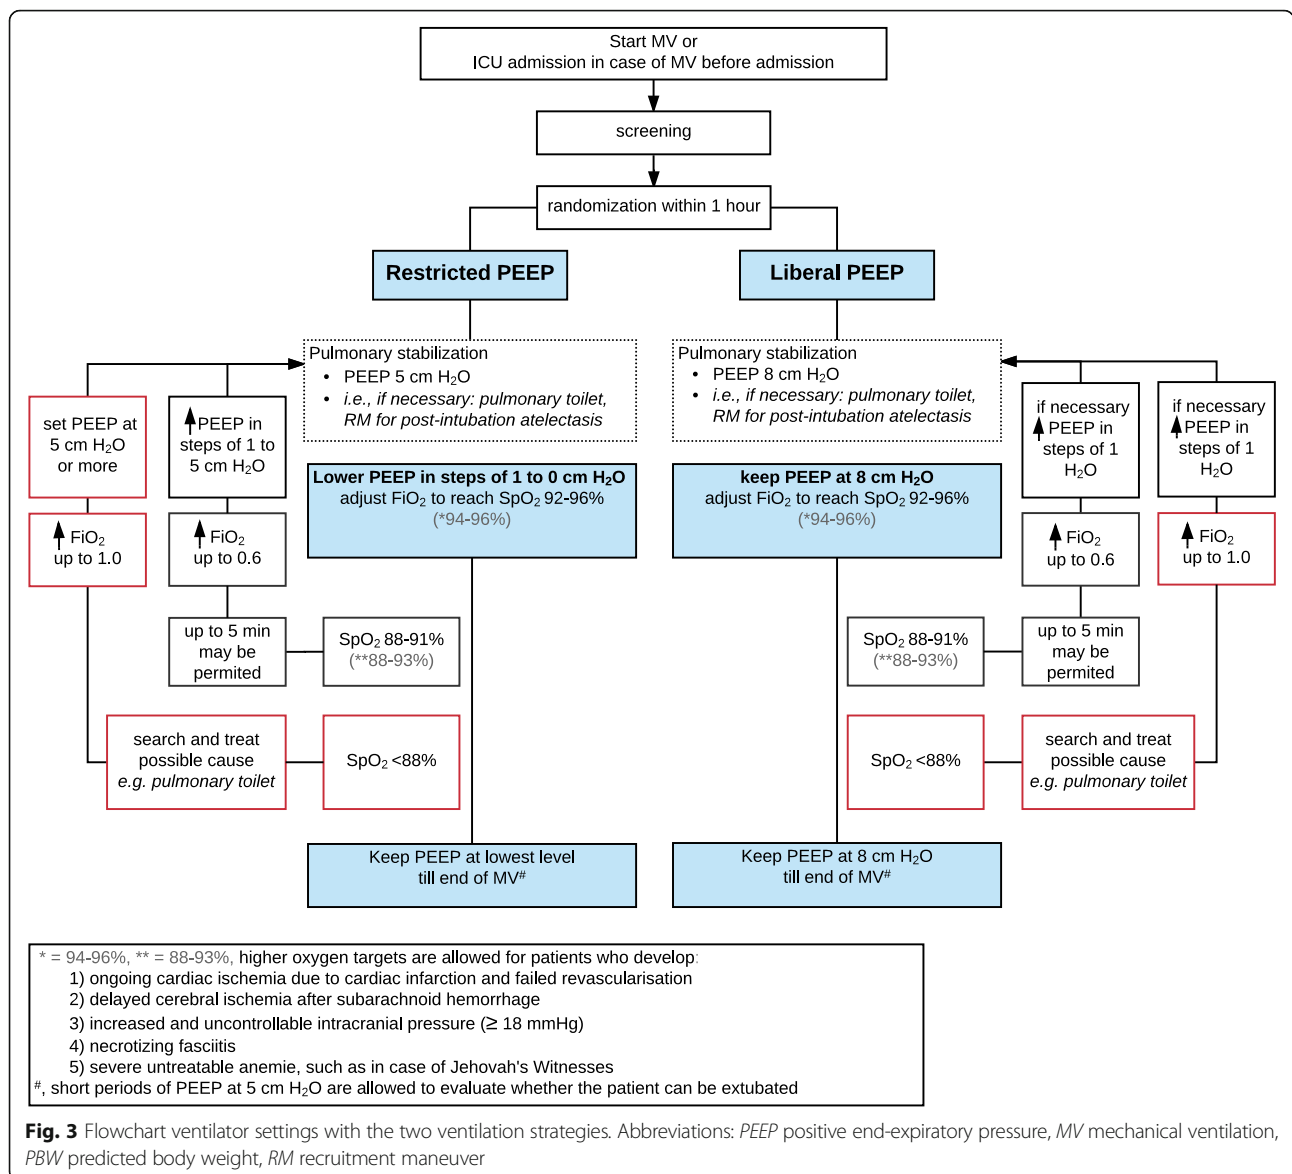 Start MV or
ICU admission in case of MV before admission
screening
randomization within 1 hour
Restricted PEEP
Liberal PEEP
Pulmonary stabilization
• PEEP 5 cm H₂O
• i.e., if necessary: pulmonary toilet,
RM for post-intubation atelectasis
Pulmonary stabilization
• PEEP 8 cm H₂O
• i.e., if necessary: pulmonary toilet,
RM for post-intubation atelectasis
set PEEP at
5 cm H₂O
or more
PEEP in
steps of 1 to
5 cm H₂O
if necessary
PEEP in
steps of 1
H₂O
if necessary
PEEP in
steps of 1
H₂O
Lower PEEP in steps of 1 to 0 cm H₂O
adjust FiO₂ to reach SpO₂ 92-96%
(*94-96%)
keep PEEP at 8 cm H₂O
adjust FiO₂ to reach SpO₂ 92-96%
(*94-96%)
FiO₂
up to 1.0
FiO₂
up to 0.6
FiO₂
up to 0.6
FiO₂
up to 1.0
up to 5 min
may be
permited
SpO₂ 88-91%
(**88-93%)
SpO₂ 88-91%
(**88-93%)
up to 5 min
may be
permited
search and treat
possible cause
e.g. pulmonary toilet
SpO₂ <88%
SpO₂ <88%
search and treat
possible cause
e.g. pulmonary toilet
Keep PEEP at lowest level
till end of MV#
Keep PEEP at 8 cm H₂O
till end of MV#
* = 94-96%, ** = 88-93%, higher oxygen targets are allowed for patients who develop:
1) ongoing cardiac ischemia due to cardiac infarction and failed revascularisation
2) delayed cerebral ischemia after subarachnoid hemorrhage
3) increased and uncontrollable intracranial pressure (≥ 18 mmHg)
4) necrotizing fasciitis
5) severe untreatable anemie, such as in case of Jehovah's Witnesses
#, short periods of PEEP at 5 cm H₂O are allowed to evaluate whether the patient can be extubated
Fig. 3 Flowchart ventilator settings with the two ventilation strategies. Abbreviations: PEEP positive end-expiratory pressure, MV mechanical ventilation,
PBW predicted body weight, RM recruitment maneuver